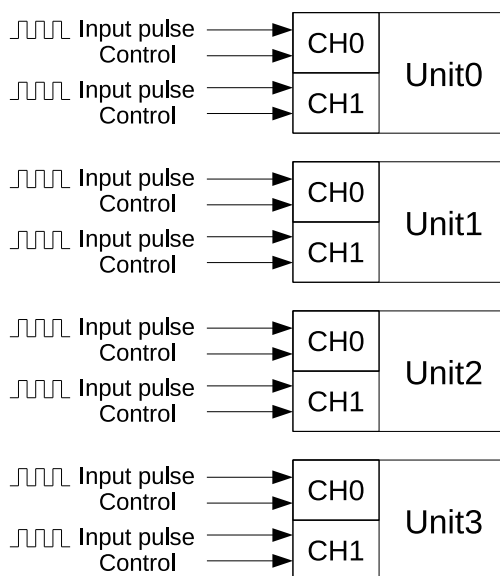 Input pulse
Control
CH0
Input pulse
Control
CH1
Unit0
Input pulse
Control
CH0
Input pulse
Control
CH1
Unit1
Input pulse
Control
CH0
Input pulse
Control
CH1
Unit2
Input pulse
Control
CH0
Input pulse
Control
CH1
Unit3